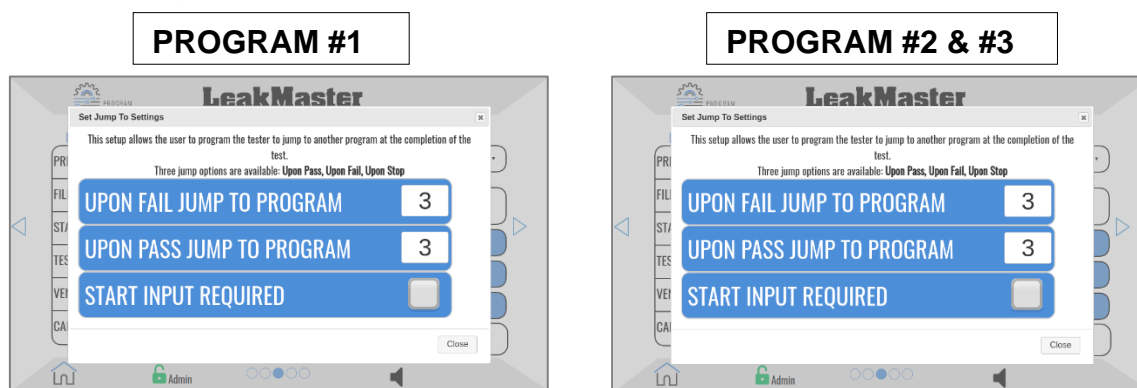 PROGRAM #1
PROGRAM
LeakMaster
Set Jump To Settings
This setup allows the user to program the tester to jump to another program at the completion of the
test.
Three jump options are available: Upon Pass, Upon Fail, Upon Stop
UPON FAIL JUMP TO PROGRAM 3
UPON PASS JUMP TO PROGRAM 3
START INPUT REQUIRED
Close
Admin
PROGRAM #2 & #3
PROGRAM
LeakMaster
Set Jump To Settings
This setup allows the user to program the tester to jump to another program at the completion of the
test.
Three jump options are available: Upon Pass, Upon Fail, Upon Stop
UPON FAIL JUMP TO PROGRAM 3
UPON PASS JUMP TO PROGRAM 3
START INPUT REQUIRED
Close
Admin